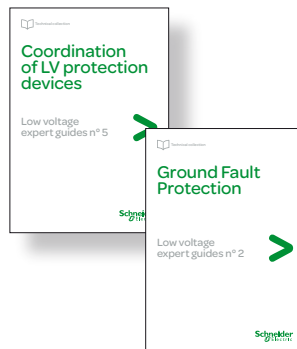 Technical collection
Coordination
of LV protection
devices
Low voltage
expert guides n° 5
Schneider
Electric
Technical collection
Ground Fault
Protection
Low voltage
expert guides n° 2
Schneider
Electric